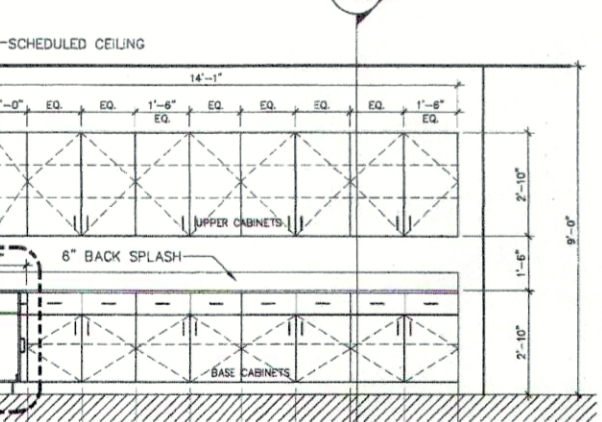 SCHEDULED CEILING
14'-1"
'-0" EQ. EQ. 1'-6" EQ. EQ. EQ. EQ. 1'-6"
EQ. EQ.
2'-10"
UPPER CABINETS
9'-0"
6" BACK SPLASH
1'-6"
2'-10"
BASE CABINETS